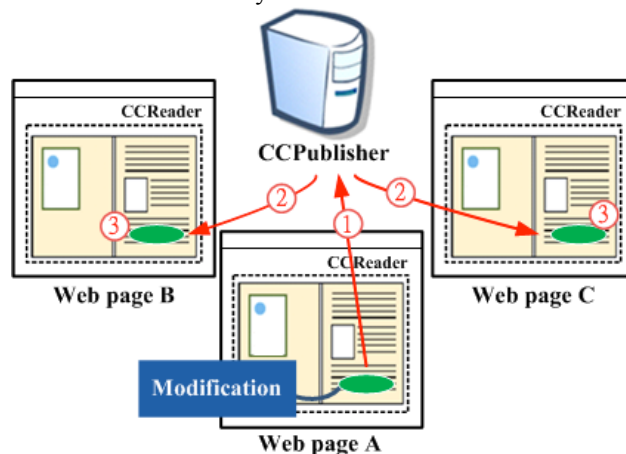 CCPublisher
CCReader
CCReader
②
②
①
③
③
Web page B
CCReader
Web page C
Modification
Web page A